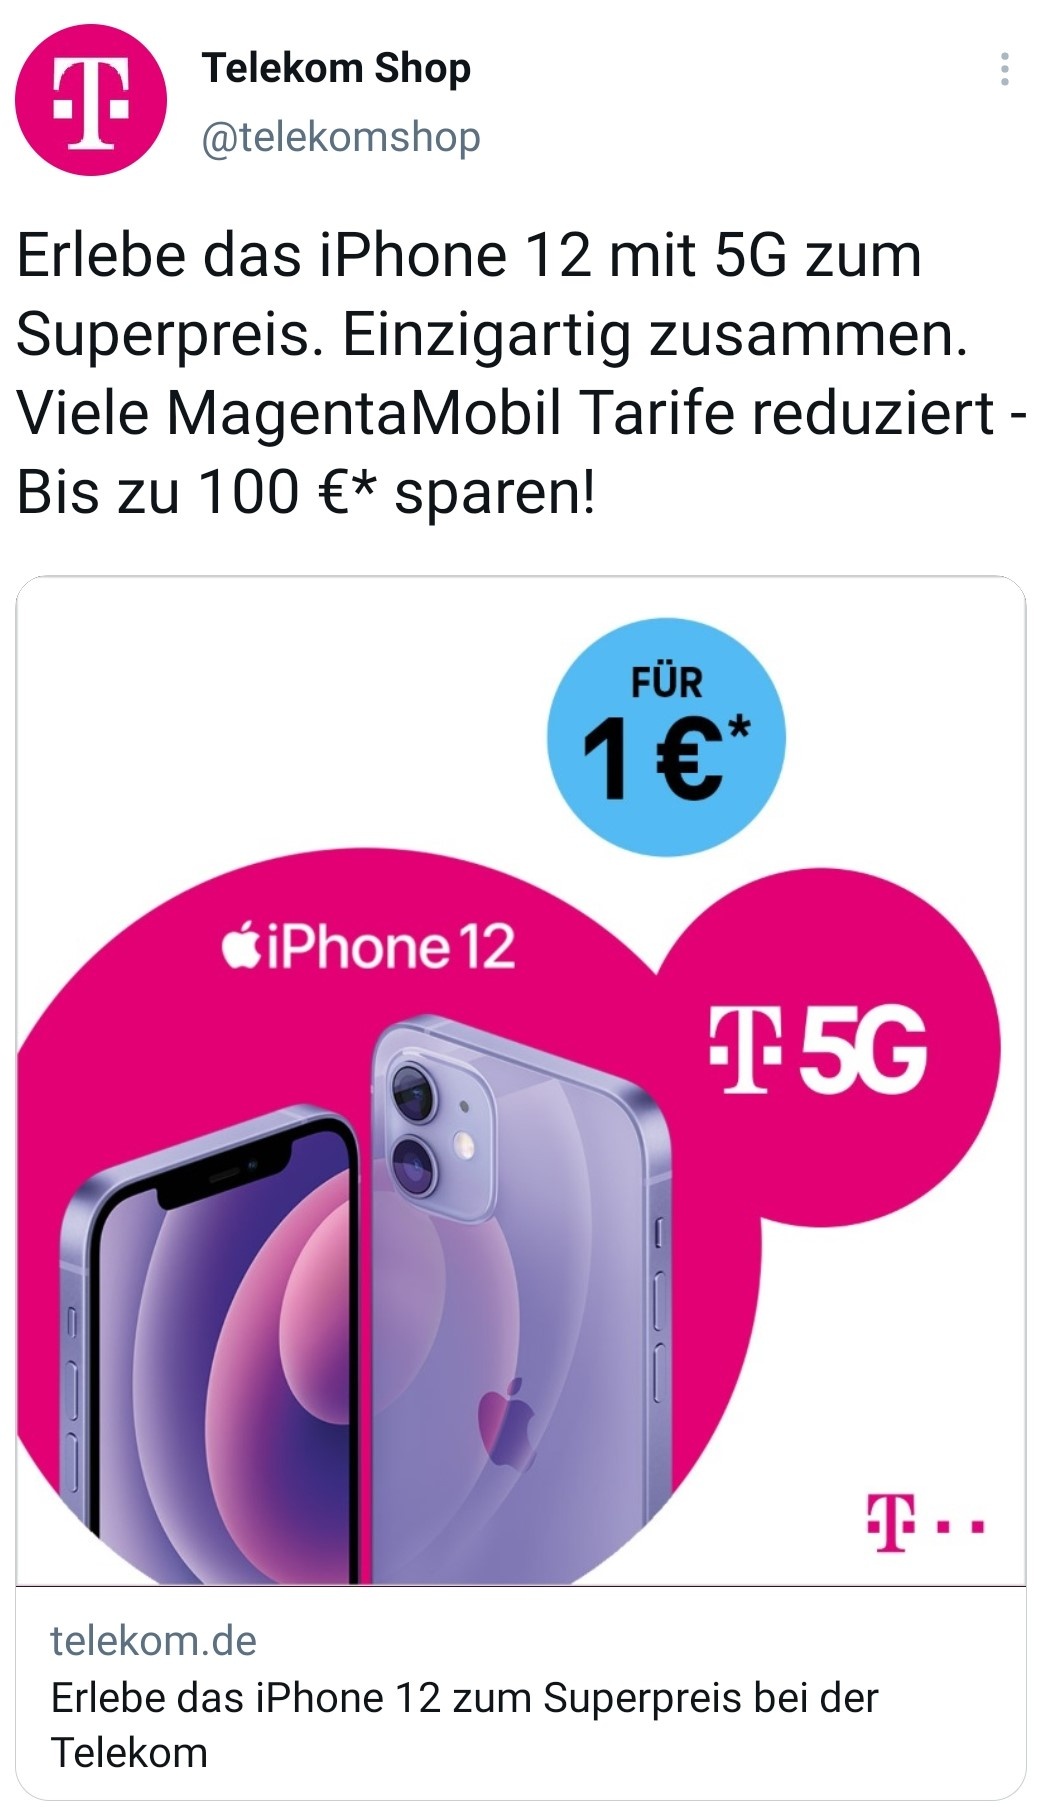 Telekom Shop
@telekomshop
Erlebe das iPhone 12 mit 5G zum
Superpreis. Einzigartig zusammen.
Viele MagentaMobil Tarife reduziert -
Bis zu 100 €* sparen!
FÜR
1 €*
iPhone 12
T 5G
T
telekom.de
Erlebe das iPhone 12 zum Superpreis bei der
Telekom